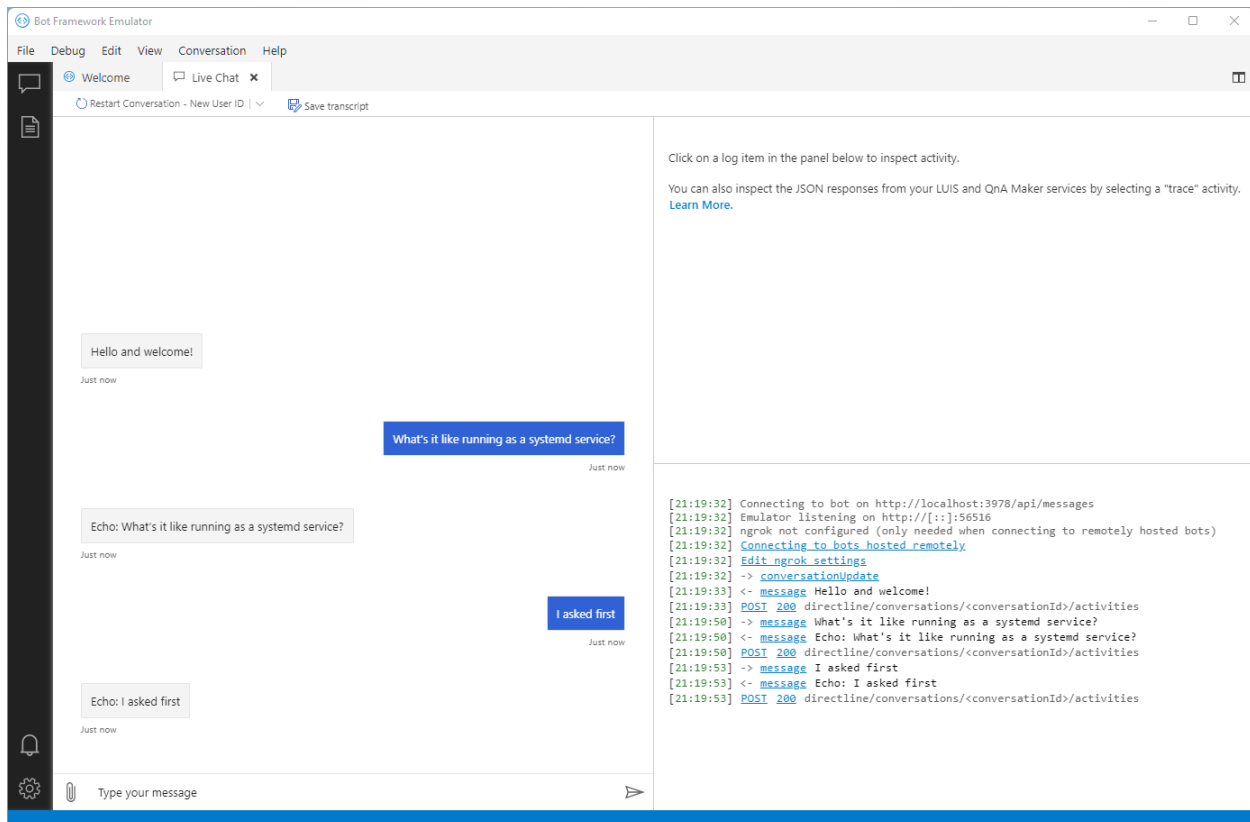 Bot Framework Emulator
File Debug Edit View Conversation Help
Welcome
Live Chat
Restart Conversation - New User ID
Save transcript
Hello and welcome!
Just now
What's it like running as a systemd service?
Just now
Echo: What's it like running as a systemd service?
Just now
I asked first
Just now
Echo: I asked first
Just now
Type your message
Click on a log item in the panel below to inspect activity.
You can also inspect the JSON responses from your LUIS and QnA Maker services by selecting a "trace" activity.
Learn More.
[21:19:32] Connecting to bot on http://localhost:3978/api/messages
[21:19:32] Emulator listening on http://[::]:56516
[21:19:32] ngrok not configured (only needed when connecting to remotely hosted bots)
[21:19:32] Connecting to bots hosted remotely
[21:19:32] Edit ngrok settings
[21:19:32] -> conversationUpdate
[21:19:33] <- message Hello and welcome!
[21:19:33] POST 200 directline/conversations/<conversationId>/activities
[21:19:50] -> message What's it like running as a systemd service?
[21:19:50] <- message Echo: What's it like running as a systemd service?
[21:19:50] POST 200 directline/conversations/<conversationId>/activities
[21:19:53] -> message I asked first
[21:19:53] <- message Echo: I asked first
[21:19:53] POST 200 directline/conversations/<conversationId>/activities